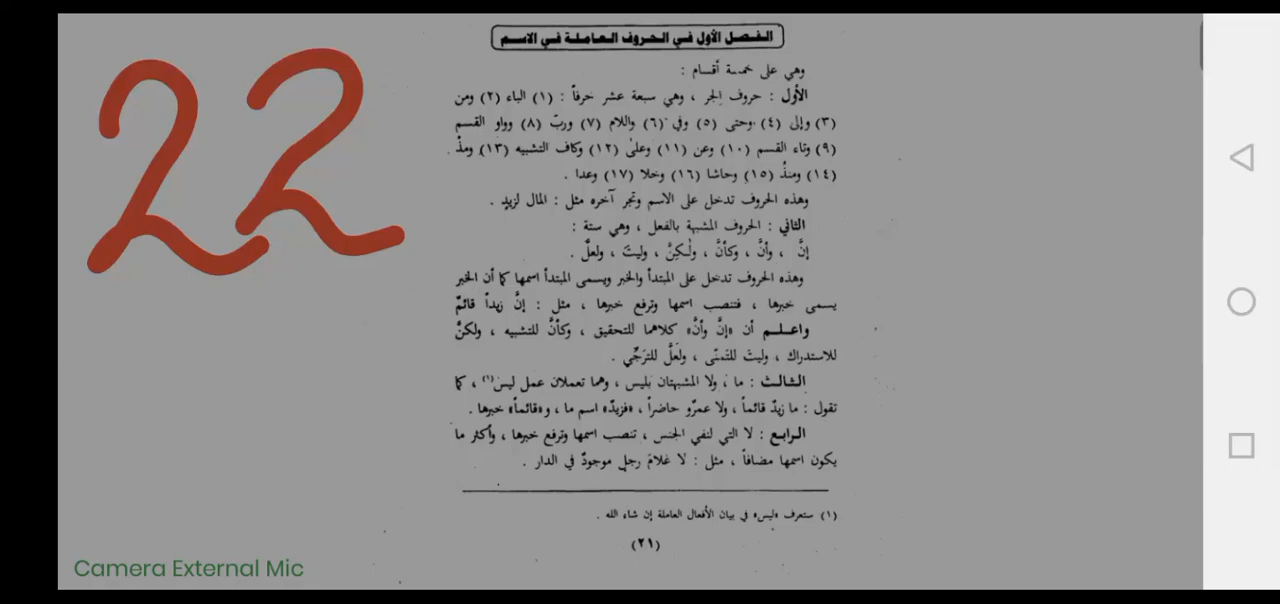 22
الفصل الأول في الحروف العاملة في الاسم
وهي على خمسة أقسام :
الأول : حروف الجر ، وهي سبعة عشر حرفاً : (١) الباء (٢) ومن
(٣) وإلى (٤) وحتى (٥) وفي (٦) واللام (٧) وربّ (٨) وواو القسم
(٩) وتاء القسم (١٠) وعن (١١) وعلىٰ (١٢) وكاف التشبيه (١٣) ومذْ
(١٤) ومنذُ (١٥) وحاشا (١٦) وخلا (١٧) وعدا .
وهذه الحروف تدخل على الاسم وتجر آخره مثل : المال لزيدٍ .
الثاني : الحروف المشبهة بالفعل ، وهي ستة :
إنَّ ، وأنَّ ، وكأنَّ ، ولٰكِنَّ ، وليتَ ، ولعلَّ .
وهذه الحروف تدخل على المبتدأ والخبر ويسمى المبتدأ اسمها كما أن الخبر
يسمى خبرها ، فتنصب اسمها وترفع خبرها ، مثل : إنَّ زيداً قائمٌ
واعلم أن «إنَّ وأنَّ» كلاهما للتحقيق ، وكأنَّ للتشبيه ، ولكنَّ
للاستدراك ، وليتَ للتمنّى ، ولَعَلَّ للترَجِّي .
الثالث : ما ، ولا المشبهتان بليس ، وهما تعملان عمل ليس(١) ، كما
تقول : ما زيدٌ قائماً ، ولا عمرٌو حاضراً ، «فزيدٌ» اسم ما ، و«قائماً» خبرها .
الرابع : لا التي لنفي الجنس ، تنصب اسمها وترفع خبرها ، وأكثر ما
يكون اسمها مضافاً ، مثل : لا غلامَ رجلٍ موجودٌ في الدار .
(١) ستعرف «ليس» في بيان الأفعال العاملة إن شاء الله .
(٢١)
Camera External Mic